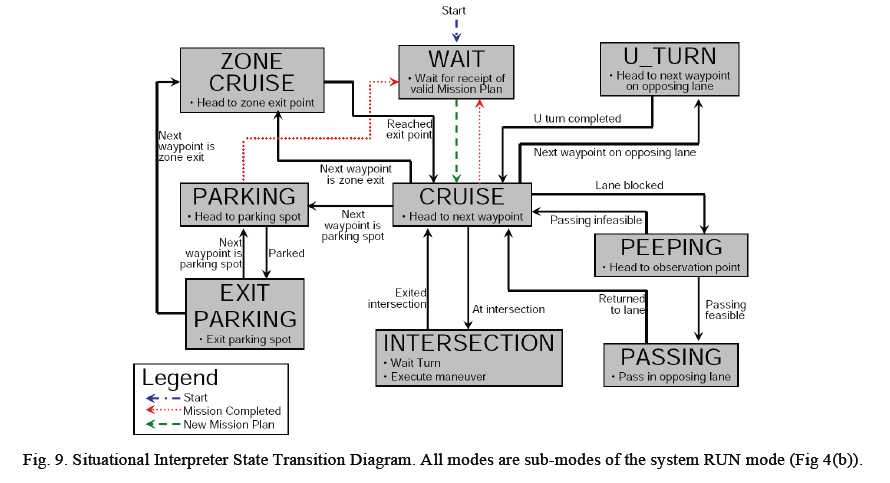 Start
ZONE
CRUISE
• Head to zone exit point
WAIT
• Wait for receipt of
valid Mission Plan
U_TURN
• Head to next waypoint
on opposing lane
Next
waypoint is
zone exit
Reached
exit point
U turn completed
Next waypoint on opposing lane
Next waypoint
is zone exit
PARKING
• Head to parking spot
CRUISE
• Head to next waypoint
Lane blocked
Next
waypoint is
parking spot
Passing infeasible
PEEPING
• Head to observation point
Next
waypoint is
parking spot
Parked
EXIT
PARKING
• Exit parking spot
Exited
intersection
At intersection
Returned
to lane
Passing
feasible
INTERSECTION
• Wait Turn
• Execute maneuver
PASSING
• Pass in opposing lane
Legend
Start
Mission Completed
New Mission Plan
Fig. 9. Situational Interpreter State Transition Diagram. All modes are sub-modes of the system RUN mode (Fig 4(b)).